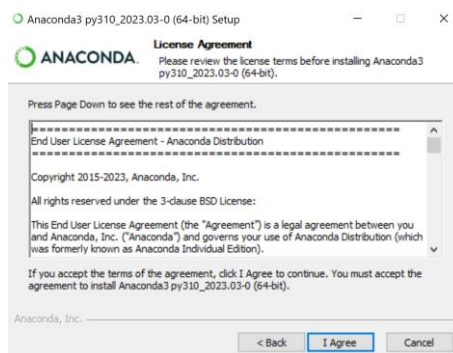 Anaconda3 py310_2023.03-0 (64-bit) Setup
ANACONDA.
License Agreement
Please review the license terms before installing Anaconda3
py310_2023.03-0 (64-bit).
Press Page Down to see the rest of the agreement.
End User License Agreement - Anaconda Distribution
Copyright 2015-2023, Anaconda, Inc.
All rights reserved under the 3-clause BSD License:
This End User License Agreement (the "Agreement") is a legal agreement between you
and Anaconda, Inc. ("Anaconda") and governs your use of Anaconda Distribution (which
was formerly known as Anaconda Individual Edition).
If you accept the terms of the agreement, click I Agree to continue. You must accept the
agreement to install Anaconda3 py310_2023.03-0 (64-bit).
Anaconda, Inc.
< Back I Agree Cancel